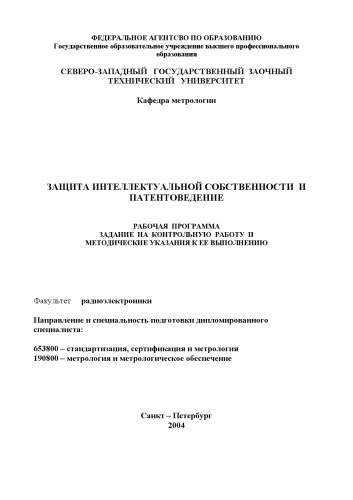 ФЕДЕРАЛЬНОЕ АГЕНТСТВО ПО ОБРАЗОВАНИЮ
Государственное образовательное учреждение высшего профессионального
образования
СЕВЕРО-ЗАПАДНЫЙ ГОСУДАРСТВЕННЫЙ ЗАОЧНЫЙ
ТЕХНИЧЕСКИЙ УНИВЕРСИТЕТ
Кафедра метрологии
ЗАЩИТА ИНТЕЛЛЕКТУАЛЬНОЙ СОБСТВЕННОСТИ И
ПАТЕНТОВЕДЕНИЕ
РАБОЧАЯ ПРОГРАММА
ЗАДАНИЕ НА КОНТРОЛЬНУЮ РАБОТУ И
МЕТОДИЧЕСКИЕ УКАЗАНИЯ К ЕЕ ВЫПОЛНЕНИЮ
Факультет радиоэлектроники
Направление и специальность подготовки дипломированного
специалиста:
653800 – стандартизация, сертификация и метрология
190800 – метрология и метрологическое обеспечение
Санкт – Петербург
2004